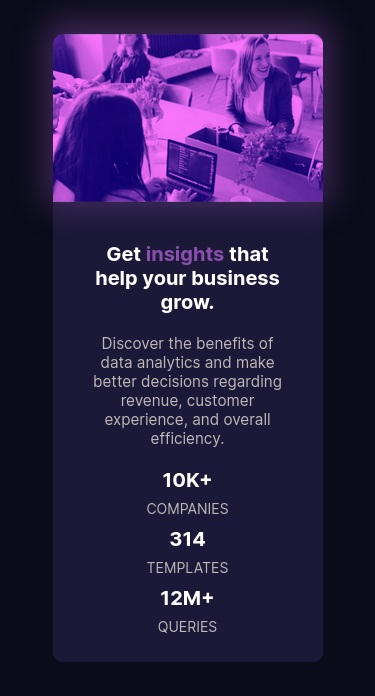 Get insights that
help your business
grow.
Discover the benefits of
data analytics and make
better decisions regarding
revenue, customer
experience, and overall
efficiency.
10K+
COMPANIES
314
TEMPLATES
12M+
QUERIES